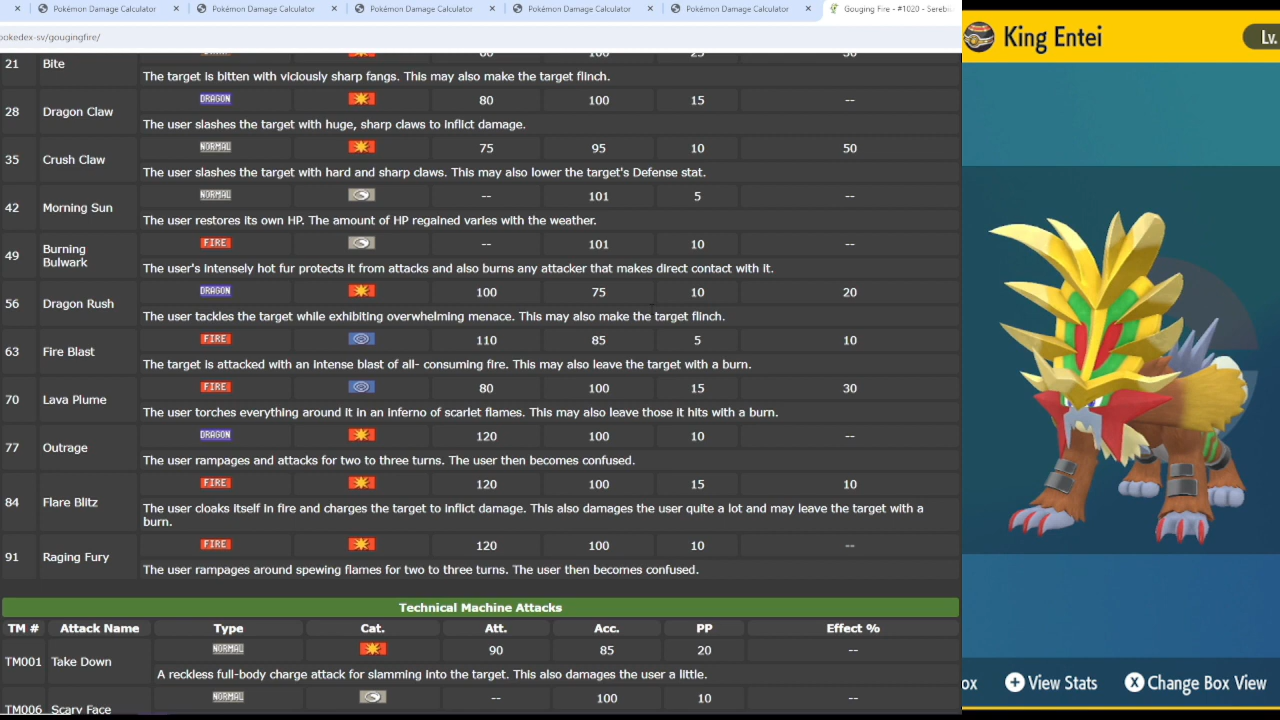 Pokémon Damage Calculator
Pokémon Damage Calculator
Pokémon Damage Calculator
Pokémon Damage Calculator
Pokémon Damage Calculator
Gouging Fire - #1020 - Serebii
pokedex-sv/gougingfire/
21 Bite
The target is bitten with viciously sharp fangs. This may also make the target flinch.
28 Dragon Claw DRAGON 80 100 15 --
The user slashes the target with huge, sharp claws to inflict damage.
35 Crush Claw NORMAL 75 95 10 50
The user slashes the target with hard and sharp claws. This may also lower the target's Defense stat.
42 Morning Sun NORMAL -- 101 5 --
The user restores its own HP. The amount of HP regained varies with the weather.
49 Burning Bulwark FIRE -- 101 10 --
The user's intensely hot fur protects it from attacks and also burns any attacker that makes direct contact with it.
56 Dragon Rush DRAGON 100 75 10 20
The user tackles the target while exhibiting overwhelming menace. This may also make the target flinch.
63 Fire Blast FIRE 110 85 5 10
The target is attacked with an intense blast of all- consuming fire. This may also leave the target with a burn.
70 Lava Plume FIRE 80 100 15 30
The user torches everything around it in an inferno of scarlet flames. This may also leave those it hits with a burn.
77 Outrage DRAGON 120 100 10 --
The user rampages and attacks for two to three turns. The user then becomes confused.
84 Flare Blitz FIRE 120 100 15 10
The user cloaks itself in fire and charges the target to inflict damage. This also damages the user quite a lot and may leave the target with a
burn.
91 Raging Fury FIRE 120 100 10 --
The user rampages around spewing flames for two to three turns. The user then becomes confused.
Technical Machine Attacks
TM # Attack Name Type Cat. Att. Acc. PP Effect %
TM001 Take Down NORMAL 90 85 20 --
A reckless full-body charge attack for slamming into the target. This also damages the user a little.
TM006 Scary Face NORMAL -- 100 10 --
King Entei
Lv.
ox + View Stats X Change Box View